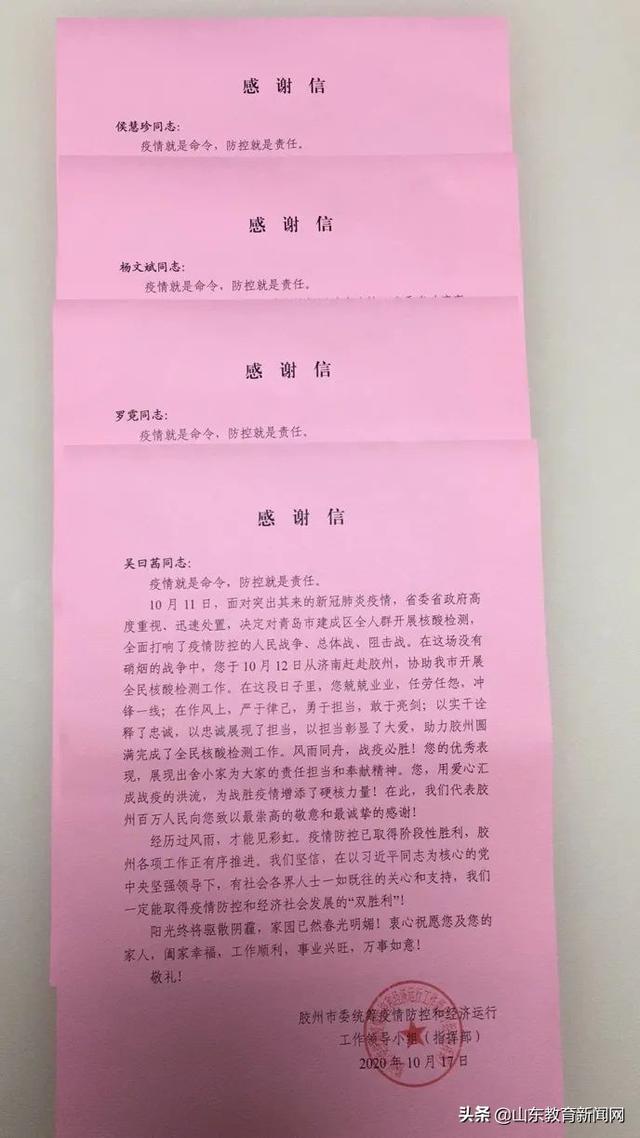 感谢信
侯慧珍同志：
疫情就是命令，防控就是责任。
感谢信
杨文斌同志：
疫情就是命令，防控就是责任。
感谢信
罗霓同志：
疫情就是命令，防控就是责任。
感谢信
吴曰茜同志：
疫情就是命令，防控就是责任。
10月11日，面对突出其来的新冠肺炎疫情，省委省政府高
度重视、迅速处置，决定对青岛市建成区全人群开展核酸检测，
全面打响了疫情防控的人民战争、总体战、阻击战。在这场没有
硝烟的战争中，您于10月12日从济南赶赴胶州，协助我市开展
全民核酸检测工作。在这段日子里，您兢兢业业，任劳任怨，冲
锋一线；在作风上，严于律己，勇于担当，敢于亮剑；以实干诠
释了忠诚，以忠诚展现了担当，以担当彰显了大爱，助力胶州圆
满完成了全民核酸检测工作。风雨同舟，战疫必胜！您的优秀表
现，展现出舍小家为大家的责任担当和奉献精神。您，用爱心汇
成战疫的洪流，为战胜疫情增添了硬核力量！在此，我们代表胶
州百万人民向您致以最崇高的敬意和最诚挚的感谢！
经历过风雨，才能见彩虹。疫情防控已取得阶段性胜利，胶
州各项工作正有序推进。我们坚信，在以习近平同志为核心的党
中央坚强领导下，有社会各界人士一如既往的关心和支持，我们
一定能取得疫情防控和经济社会发展的“双胜利”！
阳光终将驱散阴霾，家园已然春光明媚！衷心祝愿您及您的
家人，阖家幸福，工作顺利，事业兴旺，万事如意！
敬礼！
胶州市委统筹疫情防控和经济运行
工作领导小组（指挥部）
2020年10月17日
头条 @山东教育新闻网